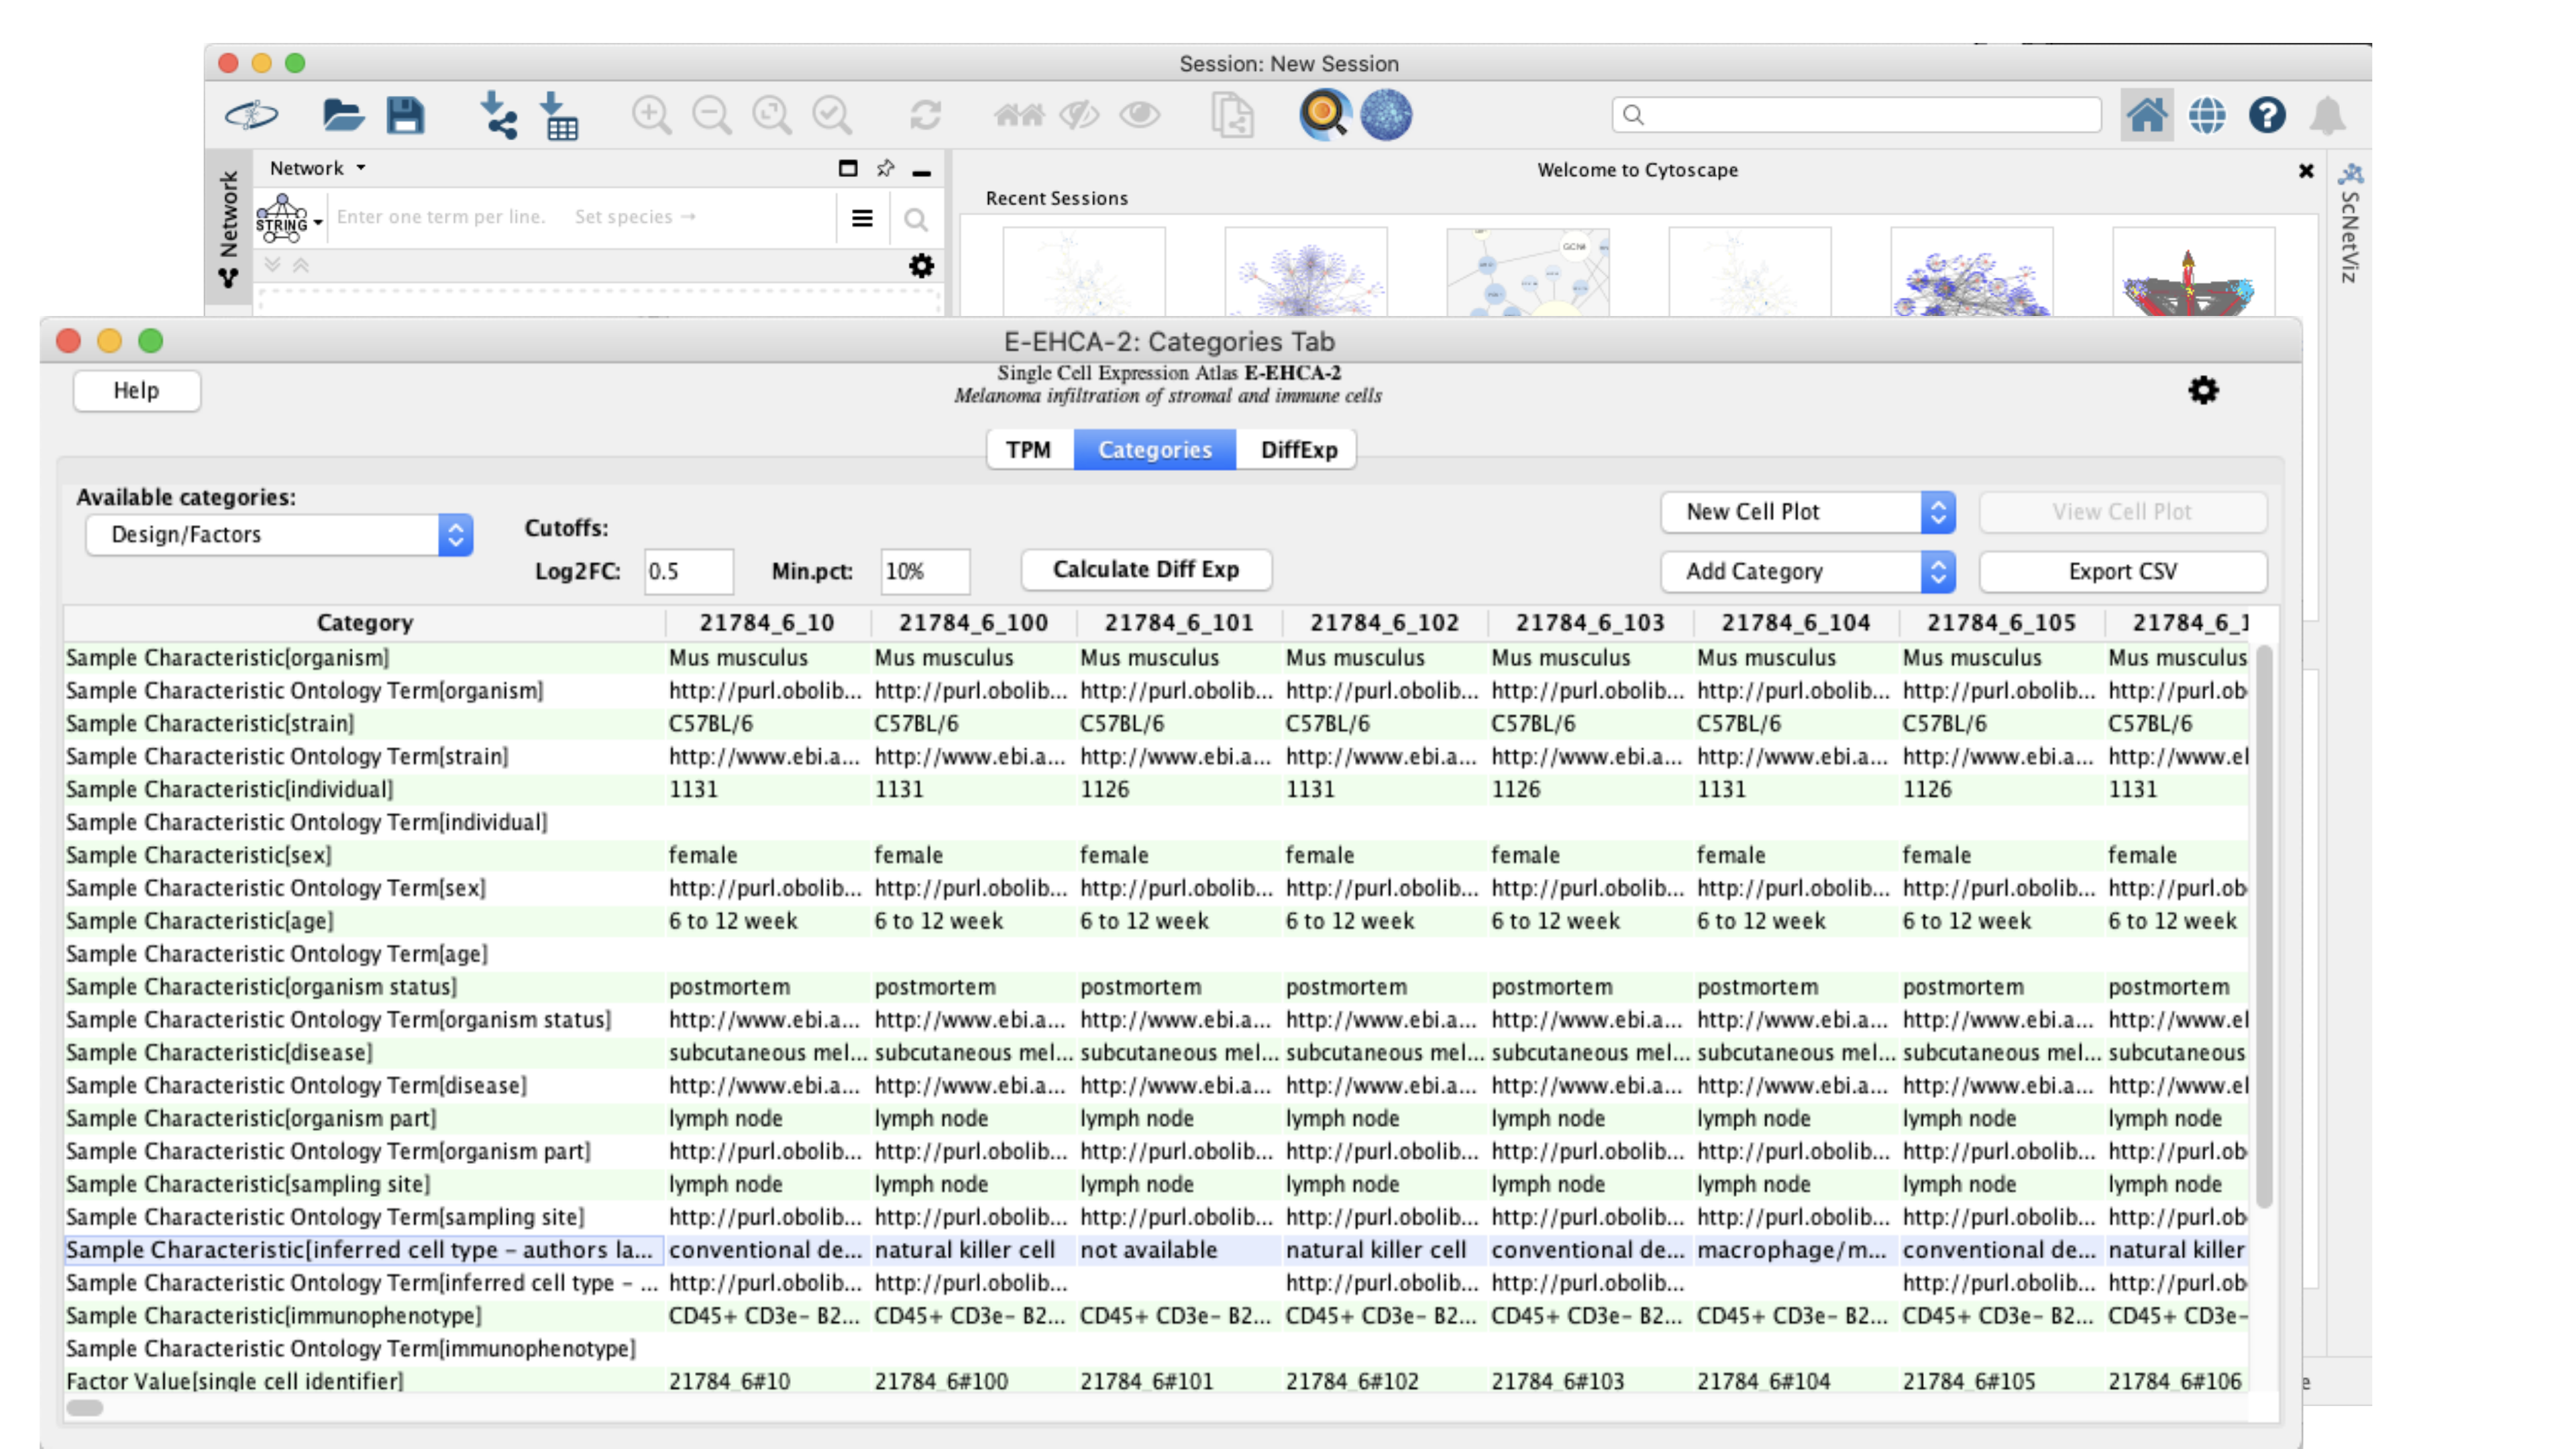 Session: New Session
Network
Network
STRING
Enter one term per line. Set species →
Welcome to Cytoscape
Recent Sessions
GCN4
ScNetViz
E-EHCA-2: Categories Tab
Help
Single Cell Expression Atlas E-EHCA-2
Melanoma infiltration of stromal and immune cells
TPM Categories DiffExp
Available categories:
Design/Factors
Cutoffs:
Log2FC: 0.5 Min.pct: 10% Calculate Diff Exp
New Cell Plot View Cell Plot
Add Category Export CSV
Category 21784_6_10 21784_6_100 21784_6_101 21784_6_102 21784_6_103 21784_6_104 21784_6_105 21784_6_1
Sample Characteristic[organism] Mus musculus Mus musculus Mus musculus Mus musculus Mus musculus Mus musculus Mus musculus Mus musculus
Sample Characteristic Ontology Term[organism] http://purl.obolib... http://purl.obolib... http://purl.obolib... http://purl.obolib... http://purl.obolib... http://purl.obolib... http://purl.obolib... http://purl.ob
Sample Characteristic[strain] C57BL/6 C57BL/6 C57BL/6 C57BL/6 C57BL/6 C57BL/6 C57BL/6 C57BL/6
Sample Characteristic Ontology Term[strain] http://www.ebi.a... http://www.ebi.a... http://www.ebi.a... http://www.ebi.a... http://www.ebi.a... http://www.ebi.a... http://www.ebi.a... http://www.el
Sample Characteristic[individual] 1131 1131 1126 1131 1126 1131 1126 1131
Sample Characteristic Ontology Term[individual]
Sample Characteristic[sex] female female female female female female female female
Sample Characteristic Ontology Term[sex] http://purl.obolib... http://purl.obolib... http://purl.obolib... http://purl.obolib... http://purl.obolib... http://purl.obolib... http://purl.obolib... http://purl.ob
Sample Characteristic[age] 6 to 12 week 6 to 12 week 6 to 12 week 6 to 12 week 6 to 12 week 6 to 12 week 6 to 12 week 6 to 12 week
Sample Characteristic Ontology Term[age]
Sample Characteristic[organism status] postmortem postmortem postmortem postmortem postmortem postmortem postmortem postmortem
Sample Characteristic Ontology Term[organism status] http://www.ebi.a... http://www.ebi.a... http://www.ebi.a... http://www.ebi.a... http://www.ebi.a... http://www.ebi.a... http://www.ebi.a... http://www.el
Sample Characteristic[disease] subcutaneous mel... subcutaneous mel... subcutaneous mel... subcutaneous mel... subcutaneous mel... subcutaneous mel... subcutaneous mel... subcutaneous
Sample Characteristic Ontology Term[disease] http://www.ebi.a... http://www.ebi.a... http://www.ebi.a... http://www.ebi.a... http://www.ebi.a... http://www.ebi.a... http://www.ebi.a... http://www.el
Sample Characteristic[organism part] lymph node lymph node lymph node lymph node lymph node lymph node lymph node lymph node
Sample Characteristic Ontology Term[organism part] http://purl.obolib... http://purl.obolib... http://purl.obolib... http://purl.obolib... http://purl.obolib... http://purl.obolib... http://purl.obolib... http://purl.ob
Sample Characteristic[sampling site] lymph node lymph node lymph node lymph node lymph node lymph node lymph node lymph node
Sample Characteristic Ontology Term[sampling site] http://purl.obolib... http://purl.obolib... http://purl.obolib... http://purl.obolib... http://purl.obolib... http://purl.obolib... http://purl.obolib... http://purl.ob
Sample Characteristic[inferred cell type – authors la... conventional de... natural killer cell not available natural killer cell conventional de... macrophage/m... conventional de... natural killer
Sample Characteristic Ontology Term[inferred cell type – ... http://purl.obolib... http://purl.obolib... http://purl.obolib... http://purl.obolib... http://purl.obolib... http://purl.ob
Sample Characteristic[immunophenotype] CD45+ CD3e– B2... CD45+ CD3e– B2... CD45+ CD3e– B2... CD45+ CD3e– B2... CD45+ CD3e– B2... CD45+ CD3e– B2... CD45+ CD3e– B2... CD45+ CD3e–
Sample Characteristic Ontology Term[immunophenotype]
Factor Value[single cell identifier] 21784_6#10 21784_6#100 21784_6#101 21784_6#102 21784_6#103 21784_6#104 21784_6#105 21784_6#106